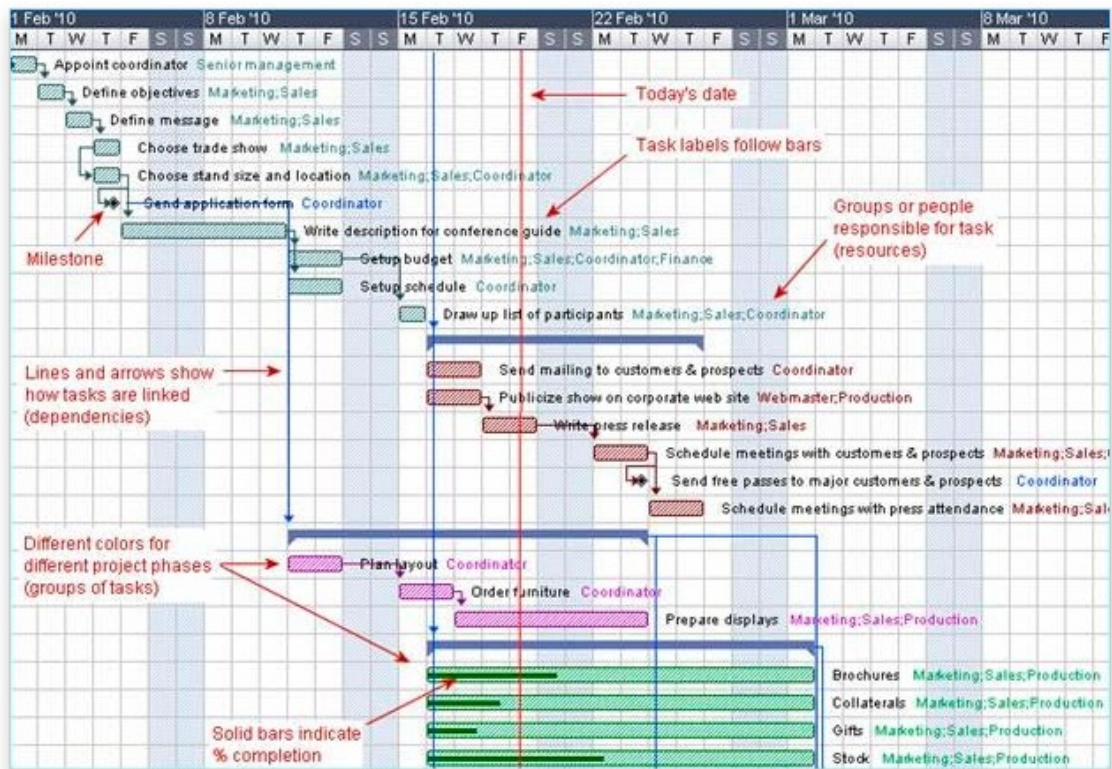 1 Feb '10 8 Feb '10 15 Feb '10 22 Feb '10 1 Mar '10 8 Mar '10
M T W T F S S M T W T F S S M T W T F S S M T W T F S S M T W T F S S M T W T F
Appoint coordinator Senior management
Define objectives Marketing;Sales
Today's date
Define message Marketing;Sales
Choose trade show Marketing;Sales
Task labels follow bars
Choose stand size and location Marketing;Sales;Coordinator
Send application form Coordinator
Groups or people
responsible for task
(resources)
Write description for conference guide Marketing;Sales
Milestone
Setup budget Marketing;Sales;Coordinator;Finance
Setup schedule Coordinator
Draw up list of participants Marketing;Sales;Coordinator
Lines and arrows show
how tasks are linked
(dependencies)
Send mailing to customers & prospects Coordinator
Publicize show on corporate web site Webmaster;Production
Write press release Marketing;Sales
Schedule meetings with customers & prospects Marketing;Sales;
Send free passes to major customers & prospects Coordinator
Schedule meetings with press attendance Marketing;Sal
Different colors for
different project phases
(groups of tasks)
Plan layout Coordinator
Order furniture Coordinator
Prepare displays Marketing;Sales;Production
Brochures Marketing;Sales;Production
Collaterals Marketing;Sales;Production
Gifts Marketing;Sales;Production
Stock Marketing;Sales;Production
Solid bars indicate
% completion